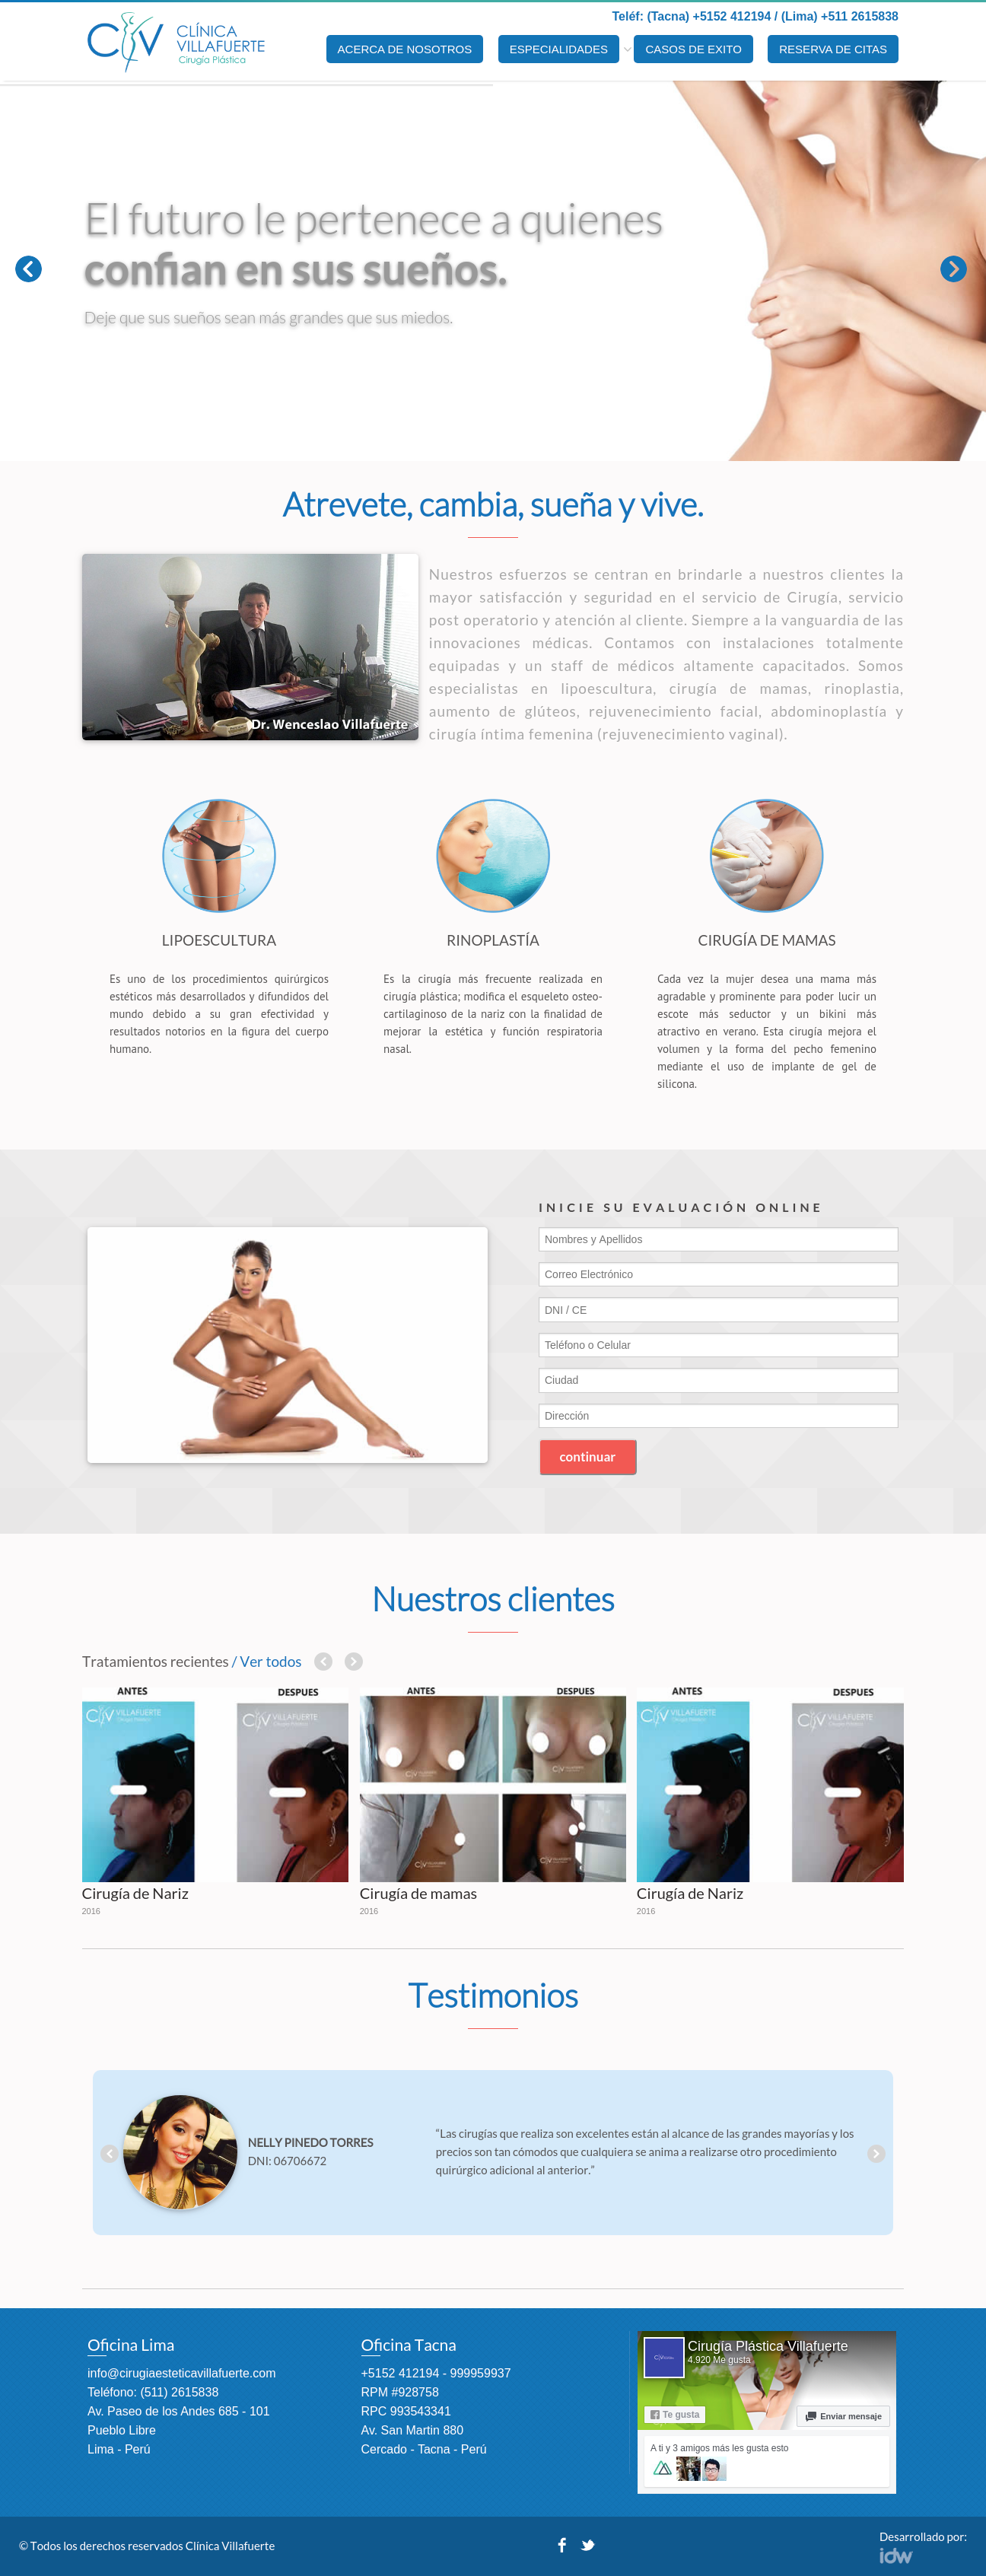 Teléf: (Tacna) +5152 412194 / (Lima) +511 2615838
CLÍNICA
VILLAFUERTE
Cirugía Plástica
ACERCA DE NOSOTROS
ESPECIALIDADES
CASOS DE EXITO
RESERVA DE CITAS
El futuro le pertenece a quienes
confian en sus sueños.
Deje que sus sueños sean más grandes que sus miedos.
Atrevete, cambia, sueña y vive.
Dr. Wenceslao Villafuerte
Nuestros esfuerzos se centran en brindarle a nuestros clientes la
mayor satisfacción y seguridad en el servicio de Cirugía, servicio
post operatorio y atención al cliente. Siempre a la vanguardia de las
innovaciones médicas. Contamos con instalaciones totalmente
equipadas y un staff de médicos altamente capacitados. Somos
especialistas en lipoescultura, cirugía de mamas, rinoplastia,
aumento de glúteos, rejuvenecimiento facial, abdominoplastía y
cirugía íntima femenina (rejuvenecimiento vaginal).
LIPOESCULTURA
Es uno de los procedimientos quirúrgicos
estéticos más desarrollados y difundidos del
mundo debido a su gran efectividad y
resultados notorios en la figura del cuerpo
humano.
RINOPLASTÍA
Es la cirugía más frecuente realizada en
cirugía plástica; modifica el esqueleto osteo-
cartilaginoso de la nariz con la finalidad de
mejorar la estética y función respiratoria
nasal.
CIRUGÍA DE MAMAS
Cada vez la mujer desea una mama más
agradable y prominente para poder lucir un
escote más seductor y un bikini más
atractivo en verano. Esta cirugía mejora el
volumen y la forma del pecho femenino
mediante el uso de implante de gel de
silicona.
INICIE SU EVALUACIÓN ONLINE
Nombres y Apellidos
Correo Electrónico
DNI / CE
Teléfono o Celular
Ciudad
Dirección
continuar
Nuestros clientes
Tratamientos recientes / Ver todos
ANTES
DESPUES
VILLAFUERTE
VILLAFUERTE
Cirugía de Nariz
2016
ANTES
DESPUES
Cirugía de mamas
2016
ANTES
DESPUES
VILLAFUERTE
VILLAFUERTE
Cirugía de Nariz
2016
Testimonios
NELLY PINEDO TORRES
DNI: 06706672
“Las cirugías que realiza son excelentes están al alcance de las grandes mayorías y los
precios son tan cómodos que cualquiera se anima a realizarse otro procedimiento
quirúrgico adicional al anterior.”
Oficina Lima
info@cirugiaesteticavillafuerte.com
Teléfono: (511) 2615838
Av. Paseo de los Andes 685 - 101
Pueblo Libre
Lima - Perú
Oficina Tacna
+5152 412194 - 999959937
RPM #928758
RPC 993543341
Av. San Martin 880
Cercado - Tacna - Perú
Cirugía Plástica Villafuerte
4.920 Me gusta
Te gusta
Enviar mensaje
A ti y 3 amigos más les gusta esto
© Todos los derechos reservados Clínica Villafuerte
Desarrollado por:
idw